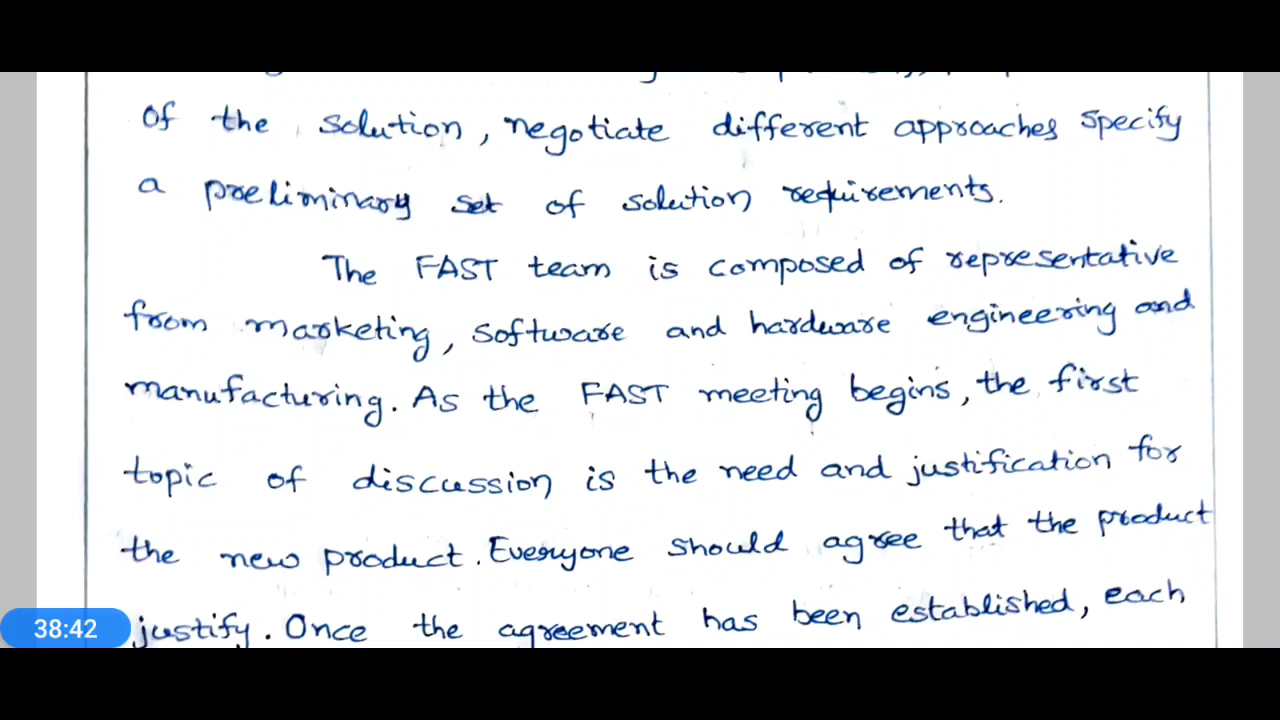 of the solution, negotiate different approaches specify
a preliminary set of solution requirements.
The FAST team is composed of representative
from marketing, software and hardware engineering and
manufacturing. As the FAST meeting begins, the first
topic of discussion is the need and justification for
the new product. Everyone should agree that the product
justify. Once the agreement has been established, each
38:42